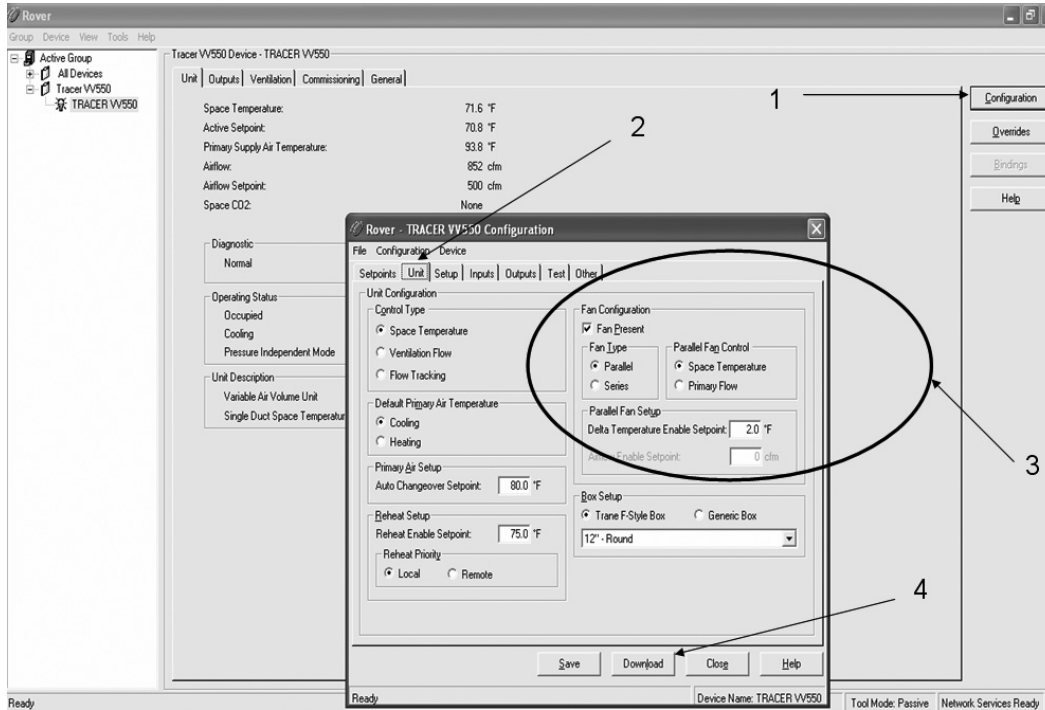 Rover
Group Device View Tools Help
Active Group
All Devices
Tracer VV550
TRACER VV550
Tracer VV550 Device - TRACER VV550
Unit Outputs Ventilation Commissioning General
Space Temperature: 71.6 °F
Active Setpoint: 70.8 °F
Primary Supply Air Temperature: 93.8 °F
Airflow: 852 cfm
Airflow Setpoint: 500 cfm
Space CO2: None
Diagnostic
Normal
Operating Status
Occupied
Cooling
Pressure Independent Mode
Unit Description
Variable Air Volume Unit
Single Duct Space Temperatur
1
Configuration
Overrides
Bindings
Help
2
Rover - TRACER VV550 Configuration
File Configuration Device
Setpoints Unit Setup Inputs Outputs Test Other
Unit Configuration
Control Type
Space Temperature
Ventilation Flow
Flow Tracking
Default Primary Air Temperature
Cooling
Heating
Primary Air Setup
Auto Changeover Setpoint: 80.0 °F
Reheat Setup
Reheat Enable Setpoint: 75.0 °F
Reheat Priority
Local Remote
Fan Configuration
Fan Present
Fan Type
Parallel
Series
Parallel Fan Control
Space Temperature
Primary Flow
Parallel Fan Setup
Delta Temperature Enable Setpoint: 2.0 °F
Airflow Enable Setpoint: 0 cfm
Box Setup
Trane F-Style Box Generic Box
12" - Round
3
4
Save Download Close Help
Ready Device Name: TRACER VV550
Ready Tool Mode: Passive Network Services Ready